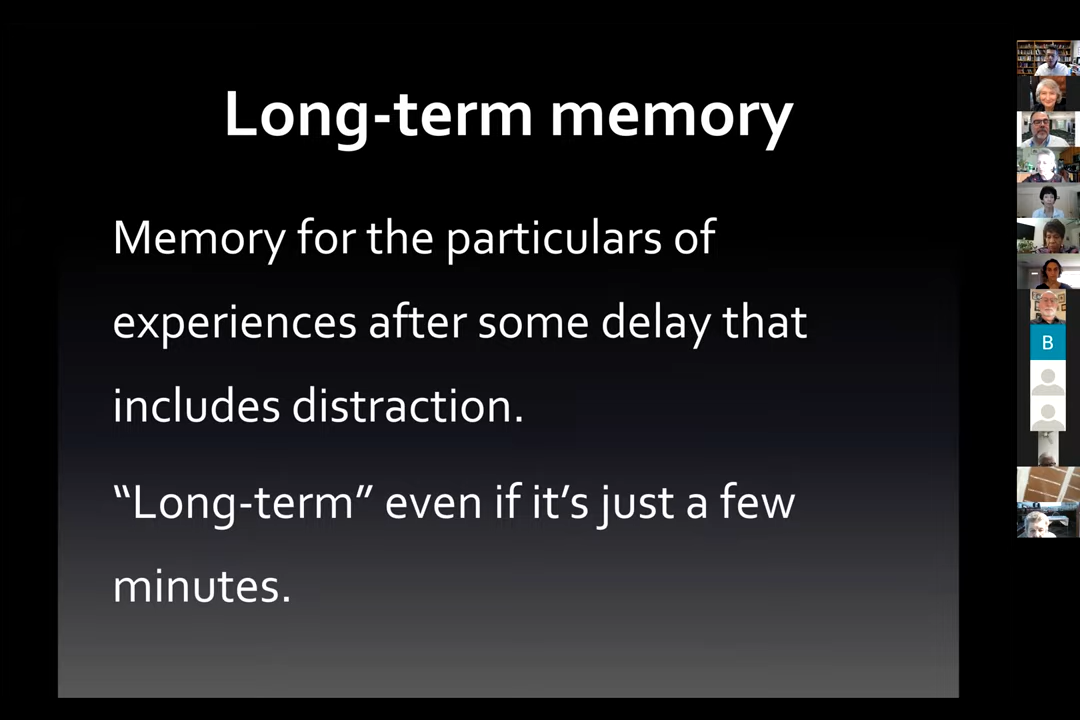 Long-term memory
Memory for the particulars of
experiences after some delay that
includes distraction.
“Long-term” even if it’s just a few
minutes.
B